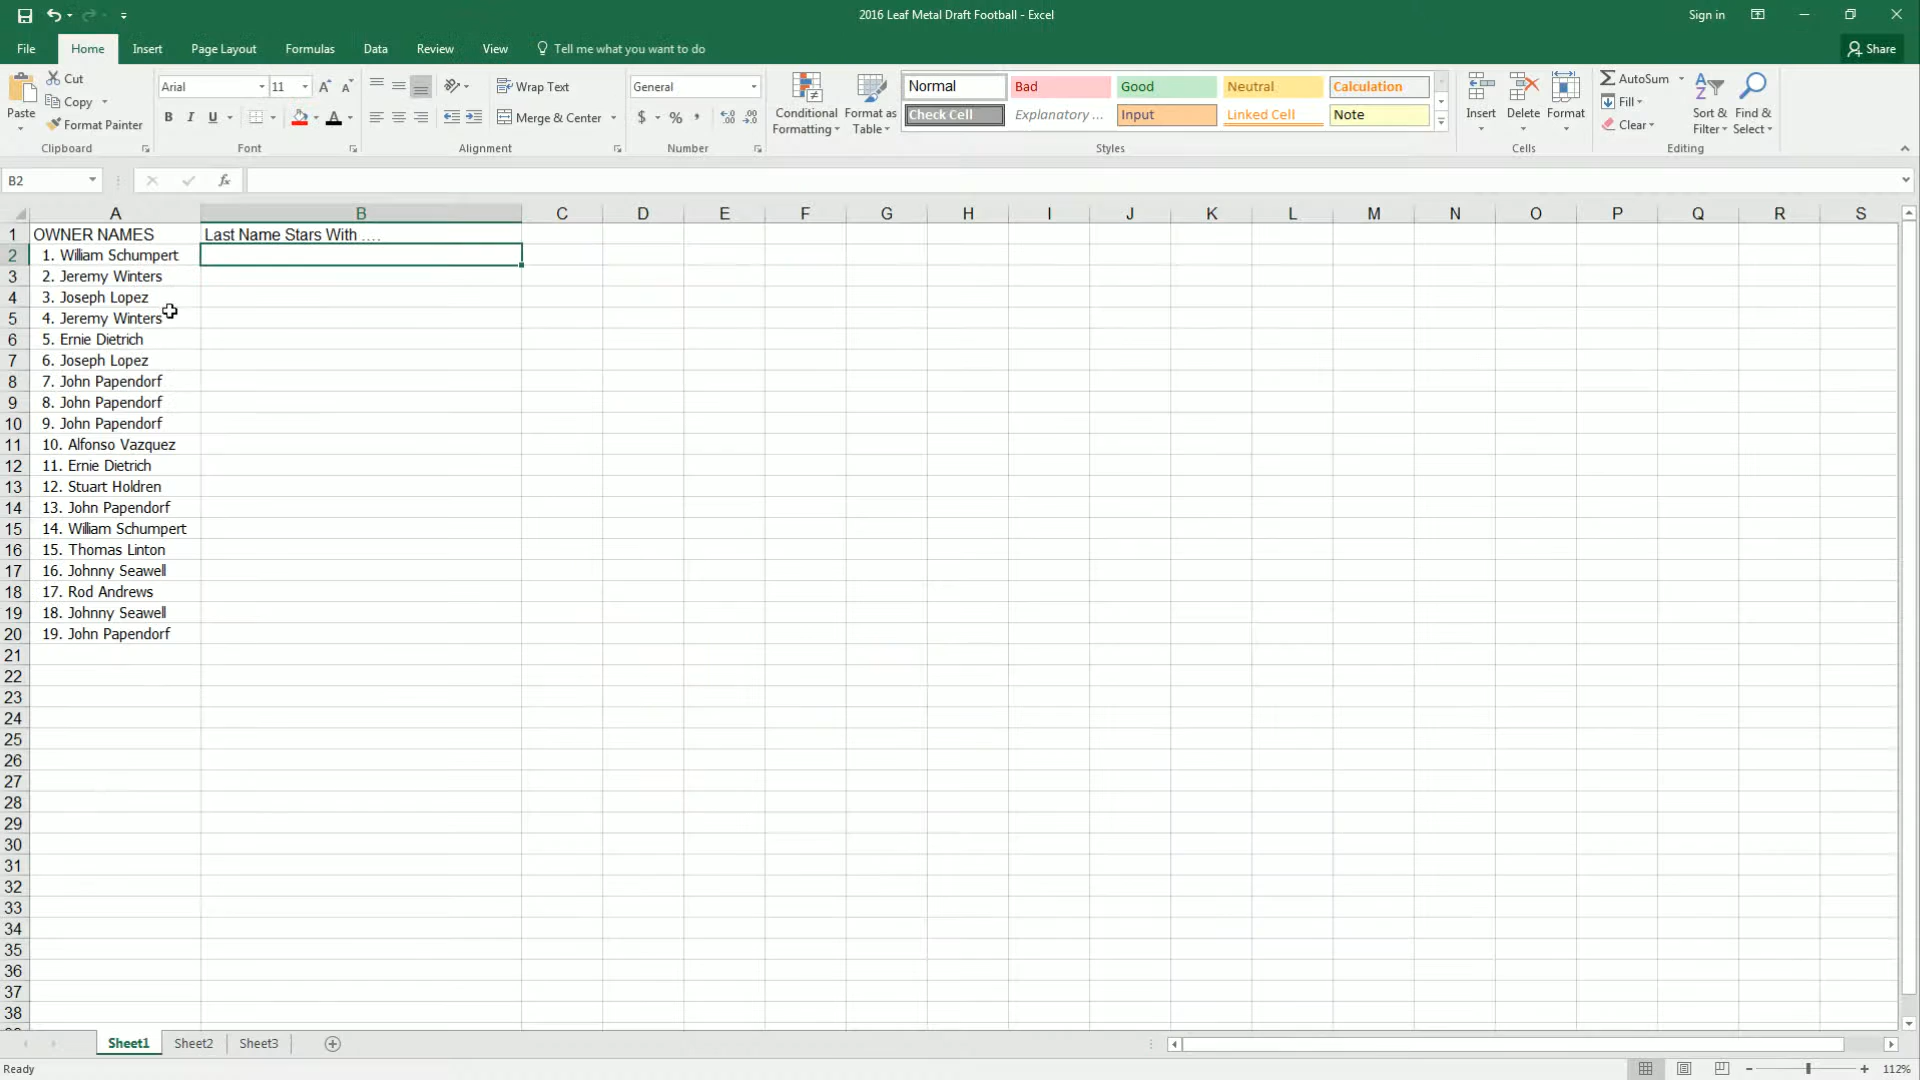 2016 Leaf Metal Draft Football - Excel
Sign in
File Home Insert Page Layout Formulas Data Review View Tell me what you want to do
Share
Paste
Cut
Copy
Format Painter
Clipboard
Arial 11
B I U
Font
Wrap Text
Merge & Center
Alignment
General
$ % ,
Number
Conditional Formatting
Format as Table
Normal Bad Good Neutral Calculation
Check Cell Explanatory ... Input Linked Cell Note
Styles
Insert Delete Format
Cells
AutoSum
Fill
Clear
Sort & Filter
Find & Select
Editing
B2 fx
A B C D E F G H I J K L M N O P Q R S
1 OWNER NAMES Last Name Stars With ....
2 1. William Schumpert
3 2. Jeremy Winters
4 3. Joseph Lopez
5 4. Jeremy Winters
6 5. Ernie Dietrich
7 6. Joseph Lopez
8 7. John Papendorf
9 8. John Papendorf
10 9. John Papendorf
11 10. Alfonso Vazquez
12 11. Ernie Dietrich
13 12. Stuart Holdren
14 13. John Papendorf
15 14. William Schumpert
16 15. Thomas Linton
17 16. Johnny Seawell
18 17. Rod Andrews
19 18. Johnny Seawell
20 19. John Papendorf
21
22
23
24
25
26
27
28
29
30
31
32
33
34
35
36
37
38
Sheet1 Sheet2 Sheet3
Ready
112%